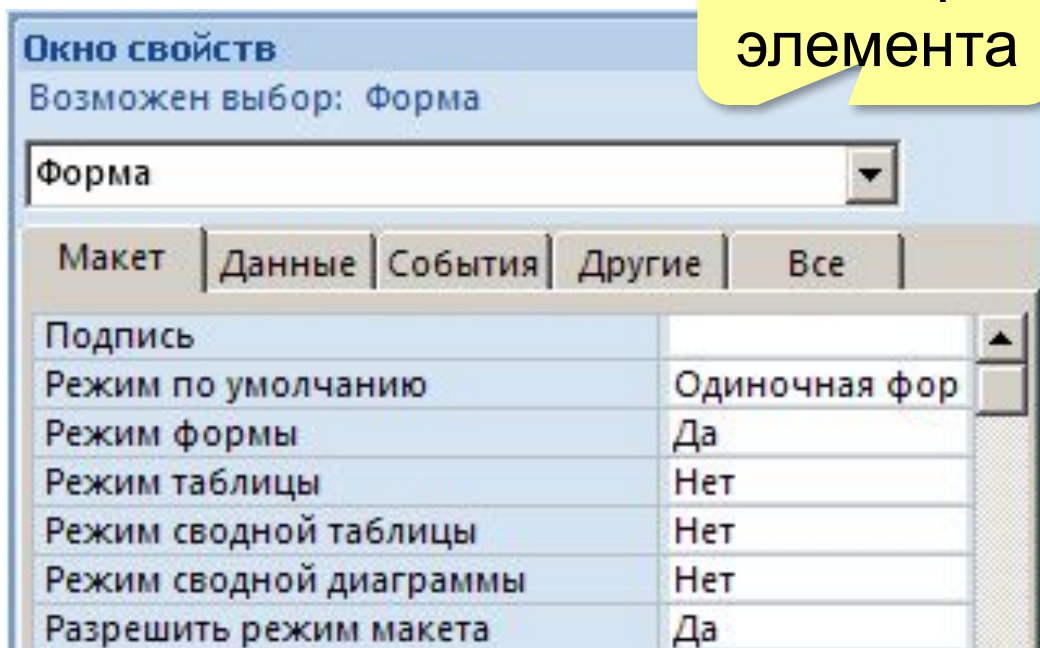 элемента
Окно свойств
Возможен выбор: Форма
Форма
Макет Данные События Другие Все
Подпись
Режим по умолчанию Одиночная фор
Режим формы Да
Режим таблицы Нет
Режим сводной таблицы Нет
Режим сводной диаграммы Нет
Разрешить режим макета Да